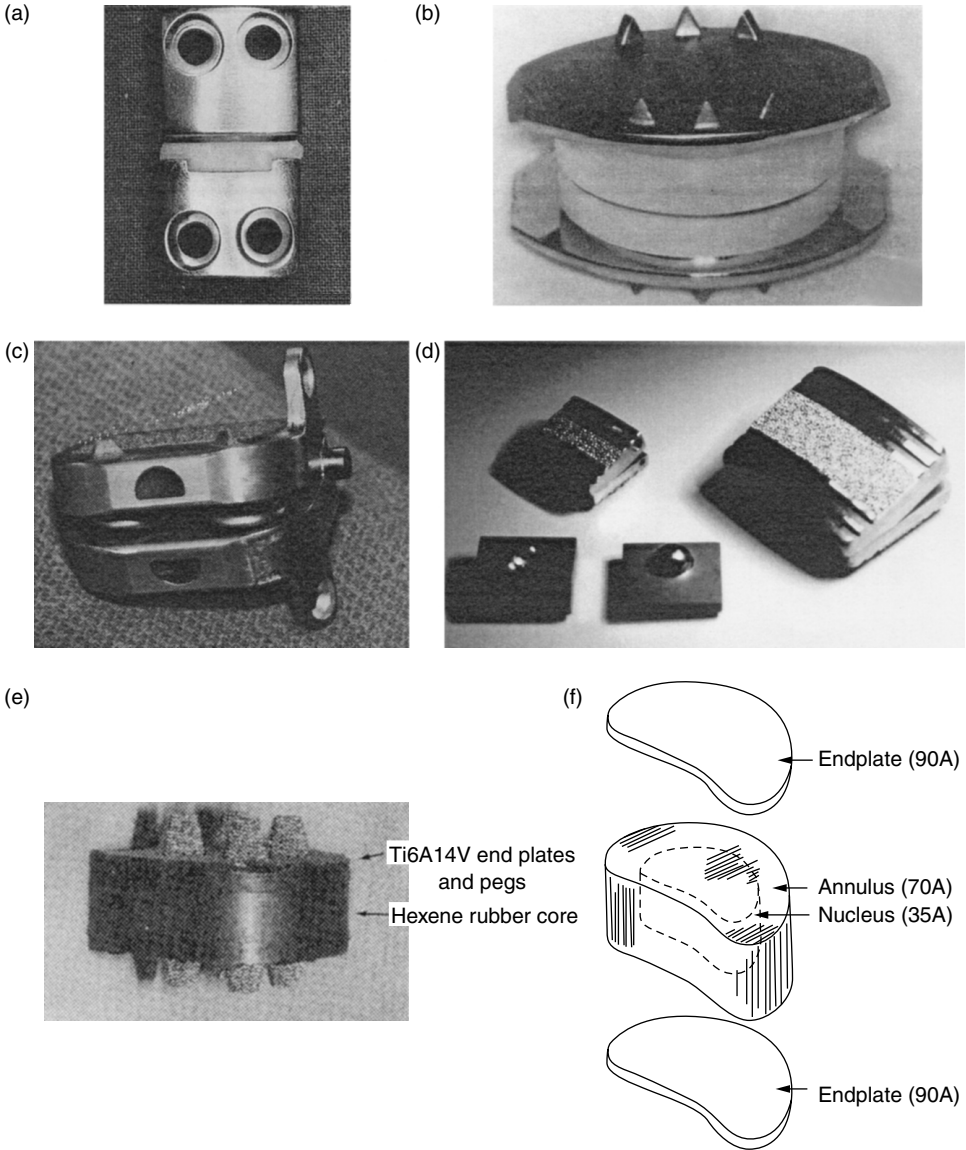 (a)
(b)
(c)
(d)
(e)
Ti6A14V end plates
and pegs
Hexene rubber core
(f)
Endplate (90A)
Annulus (70A)
Nucleus (35A)
Endplate (90A)